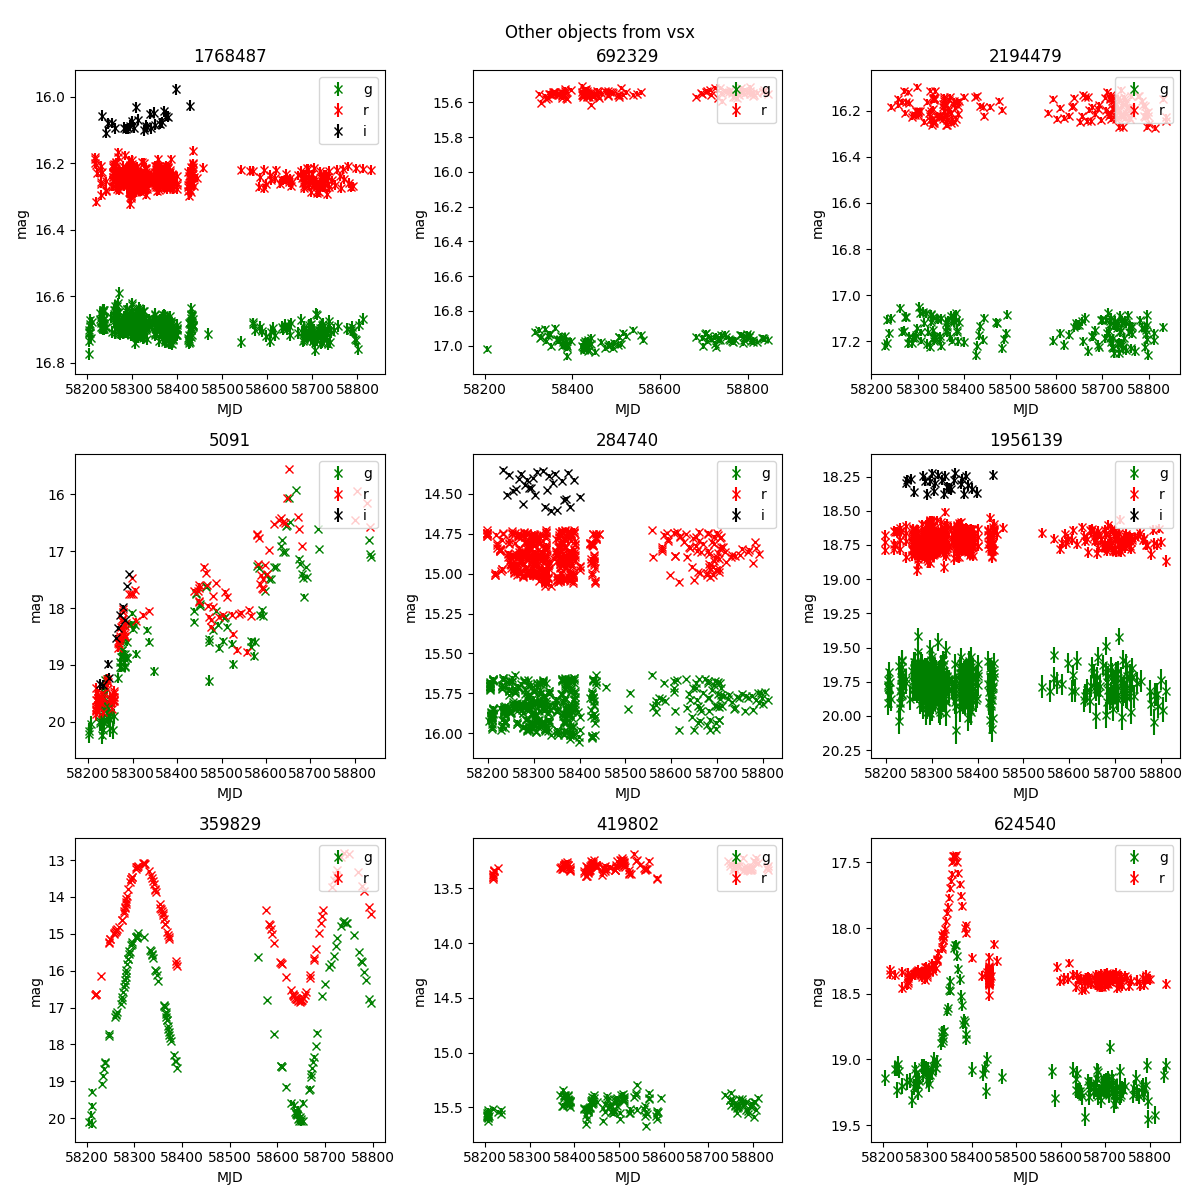 Other objects from vsx
1768487
692329
2194479
g
r
i
g
r
g
r
16.0
16.2
16.4
16.6
16.8
15.6
15.8
16.0
16.2
16.4
16.6
16.8
17.0
16.2
16.4
16.6
16.8
17.0
17.2
mag
mag
mag
58200 58300 58400 58500 58600 58700 58800
58200 58400 58600 58800
58200 58300 58400 58500 58600 58700 58800
MJD
MJD
MJD
5091
284740
1956139
g
r
i
g
r
i
g
r
i
16
17
18
19
20
14.50
14.75
15.00
15.25
15.50
15.75
16.00
18.25
18.50
18.75
19.00
19.25
19.50
19.75
20.00
20.25
mag
mag
mag
58200 58300 58400 58500 58600 58700 58800
58200 58300 58400 58500 58600 58700 58800
58200 58300 58400 58500 58600 58700 58800
MJD
MJD
MJD
359829
419802
624540
g
r
g
r
g
r
13
14
15
16
17
18
19
20
13.5
14.0
14.5
15.0
15.5
17.5
18.0
18.5
19.0
19.5
mag
mag
mag
58200 58300 58400 58500 58600 58700 58800
58200 58300 58400 58500 58600 58700 58800
58200 58300 58400 58500 58600 58700 58800
MJD
MJD
MJD